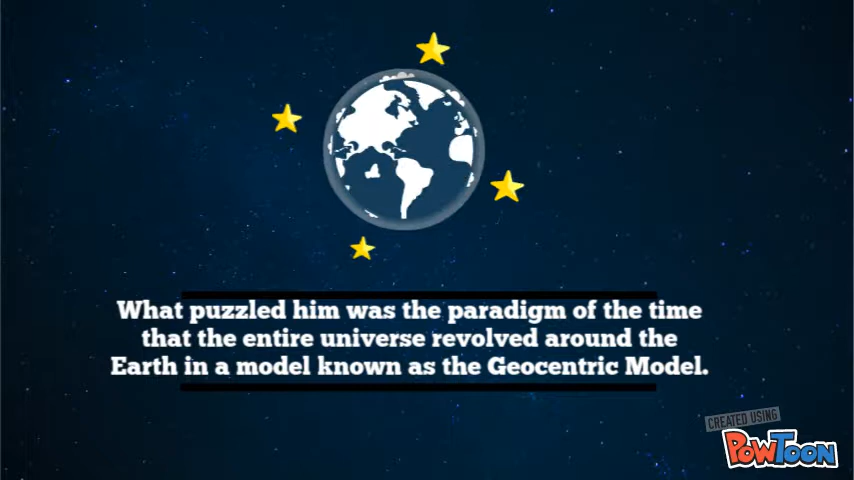 What puzzled him was the paradigm of the time
that the entire universe revolved around the
Earth in a model known as the Geocentric Model.
CREATED USING
POWTOON